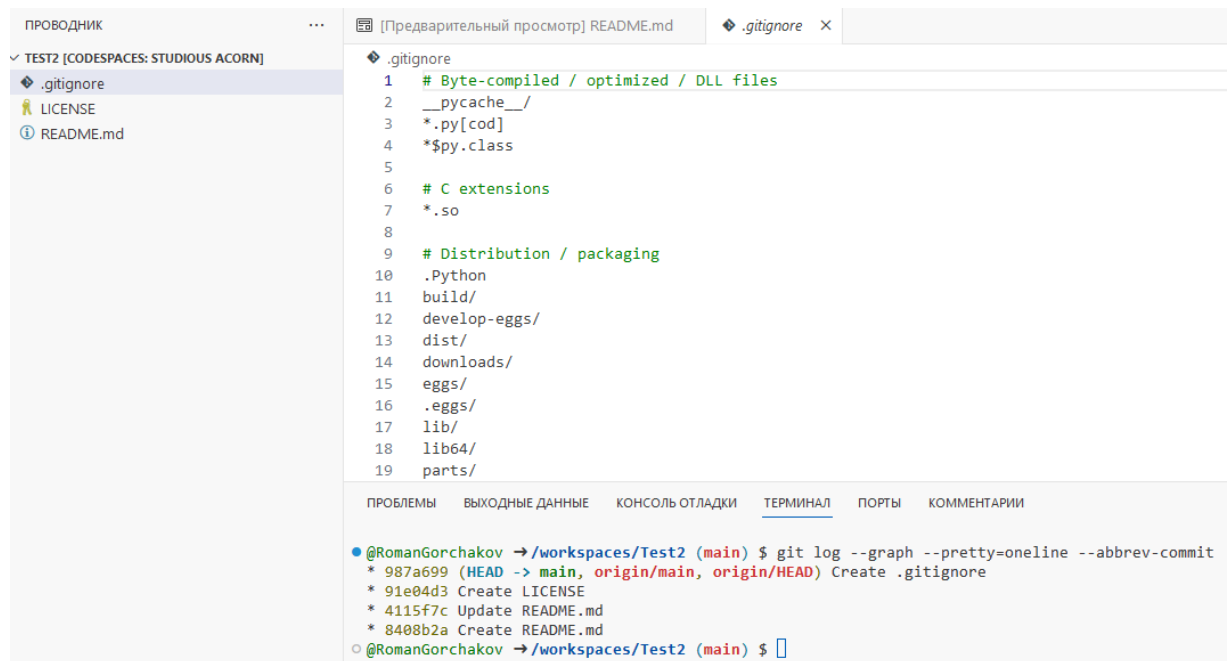 ПРОВОДНИК ...
TEST2 [CODESPACES: STUDIOUS ACORN]
.gitignore
LICENSE
README.md
[Предварительный просмотр] README.md
.gitignore
.gitignore
1 # Byte-compiled / optimized / DLL files
2 __pycache__/
3 *.py[cod]
4 *$py.class
5
6 # C extensions
7 *.so
8
9 # Distribution / packaging
10 .Python
11 build/
12 develop-eggs/
13 dist/
14 downloads/
15 eggs/
16 .eggs/
17 lib/
18 lib64/
19 parts/
ПРОБЛЕМЫ ВЫХОДНЫЕ ДАННЫЕ КОНСОЛЬ ОТЛАДКИ ТЕРМИНАЛ ПОРТЫ КОММЕНТАРИИ
@RomanGorchakov ➜ /workspaces/Test2 (main) $ git log --graph --pretty=oneline --abbrev-commit
* 987a699 (HEAD -> main, origin/main, origin/HEAD) Create .gitignore
* 91e04d3 Create LICENSE
* 4115f7c Update README.md
* 8408b2a Create README.md
@RomanGorchakov ➜ /workspaces/Test2 (main) $